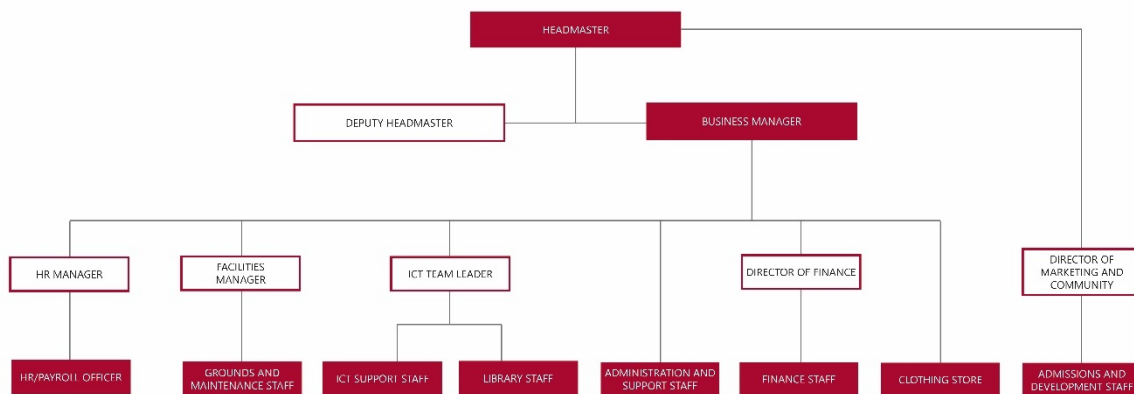 HEADMASTER
DEPUTY HEADMASTER
BUSINESS MANAGER
HR MANAGER
FACILITIES
MANAGER
ICT TEAM LEADER
DIRECTOR OF FINANCE
DIRECTOR OF
MARKETING AND
COMMUNITY
HR/PAYROLL OFFICER
GROUNDS AND
MAINTENANCE STAFF
ICT SUPPORT STAFF
LIBRARY STAFF
ADMINISTRATION AND
SUPPORT STAFF
FINANCE STAFF
CLOTHING STORE
ADMISSIONS AND
DEVELOPMENT STAFF